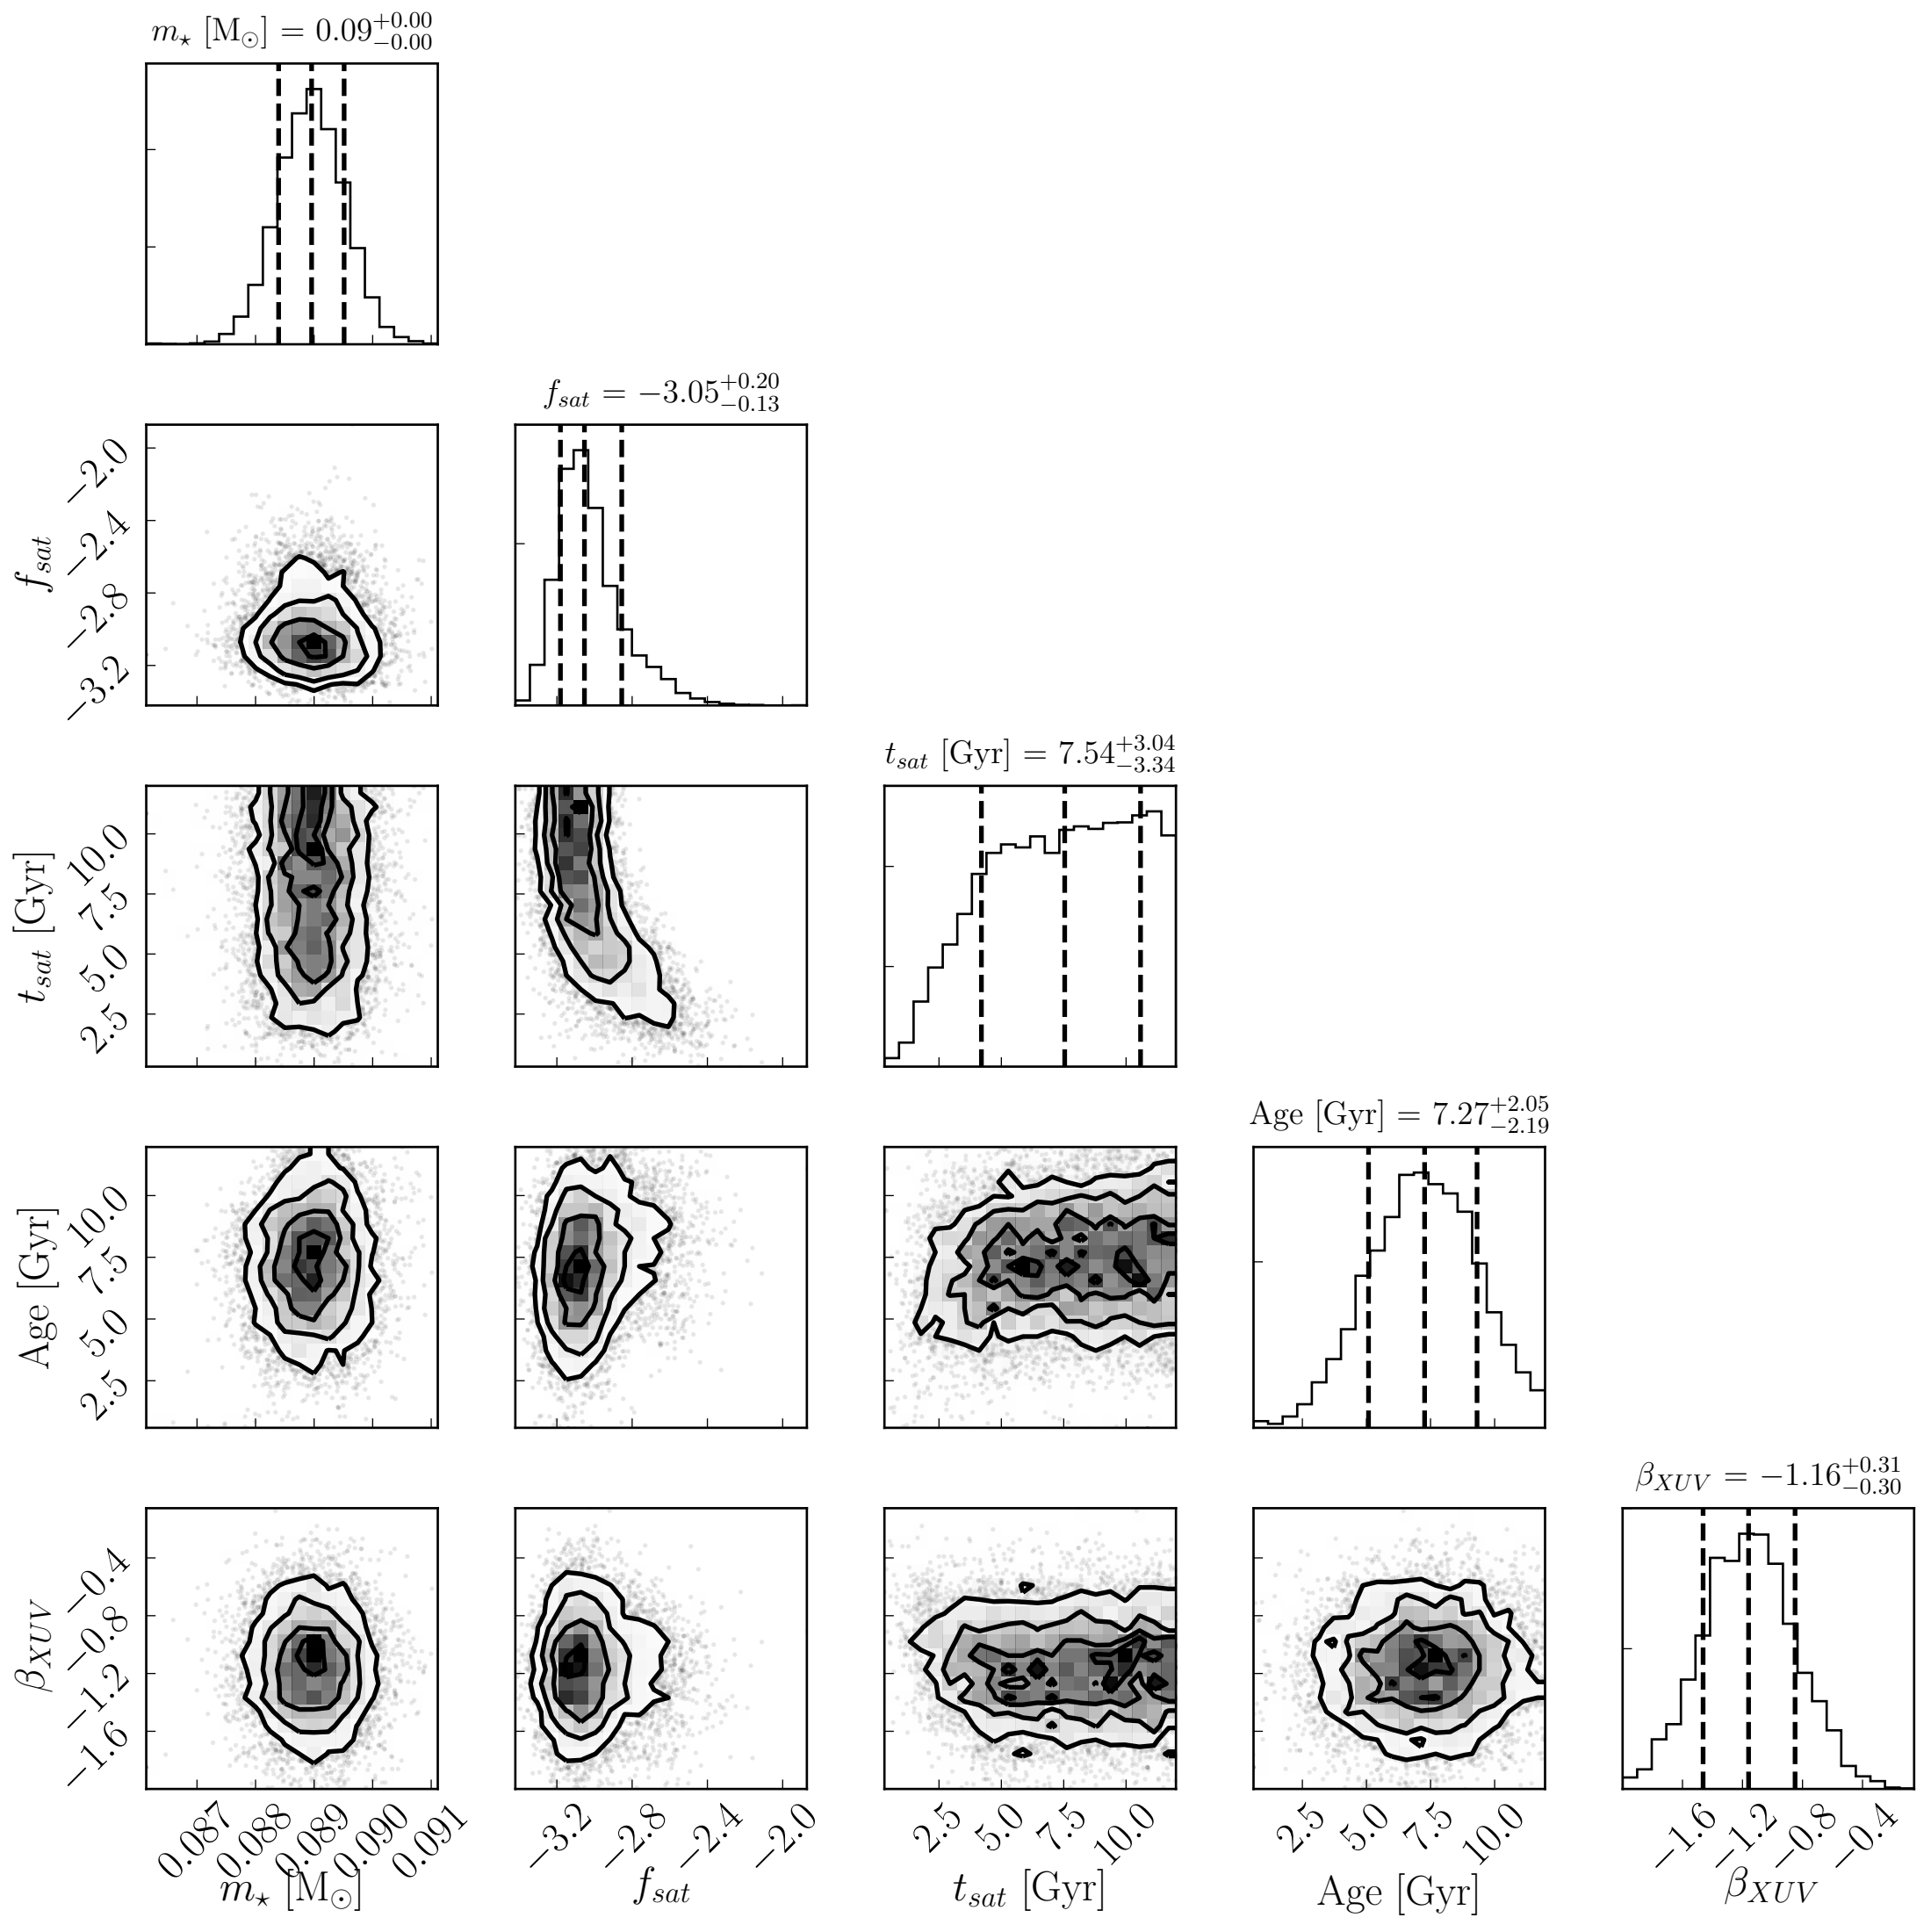 m⋆ [M⊙] = 0.09+0.00 −0.00
fsat = −3.05+0.20 −0.13
−2.0
−2.4
−2.8
−3.2
fsat
tsat [Gyr] = 7.54+3.04 −3.34
10.0
7.5
5.0
2.5
tsat [Gyr]
Age [Gyr] = 7.27+2.05 −2.19
10.0
7.5
5.0
2.5
Age [Gyr]
βXUV = −1.16+0.31 −0.30
−0.4
−0.8
−1.2
−1.6
βXUV
0.087 0.088 0.089 0.090 0.091
m⋆ [M⊙]
−3.2 −2.8 −2.4 −2.0
fsat
2.5 5.0 7.5 10.0
tsat [Gyr]
2.5 5.0 7.5 10.0
Age [Gyr]
−1.6 −1.2 −0.8 −0.4
βXUV